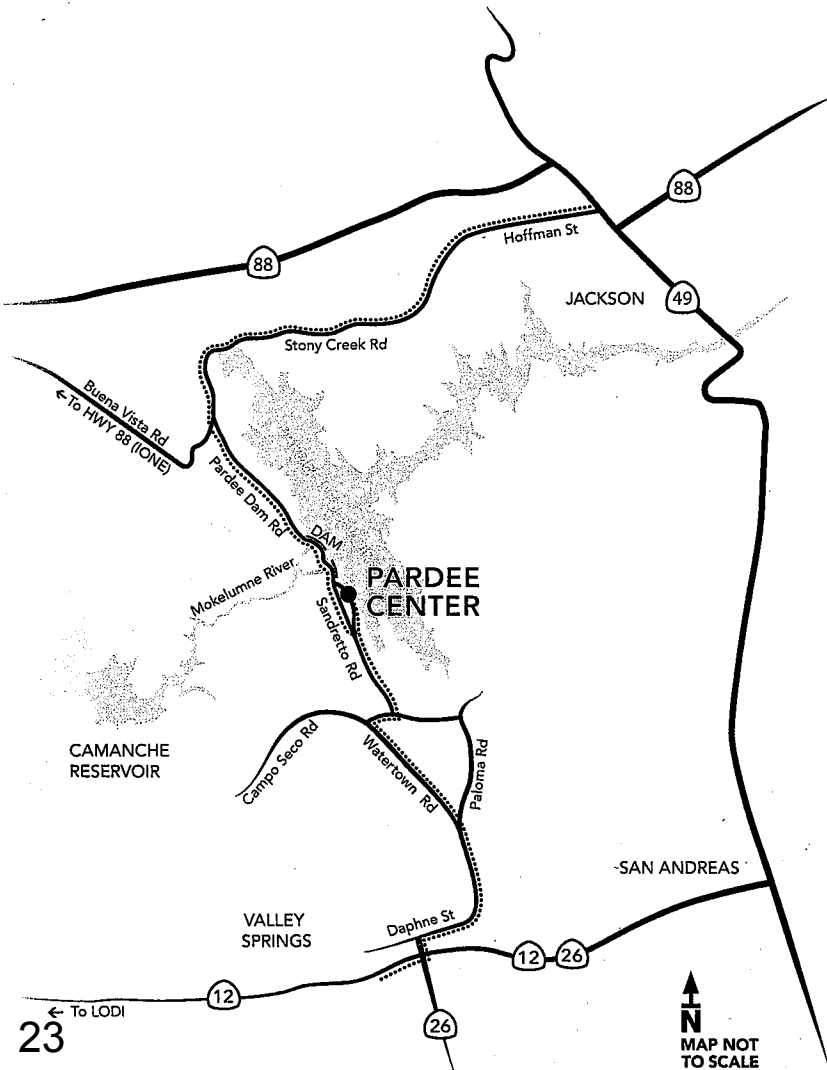 88
Hoffman St
88
JACKSON
49
Stony Creek Rd
Buena Vista Rd
←To HWY 88 (IONE)
Pardee Dam Rd
DAM
Mokelumne River
PARDEE
CENTER
Sandretto Rd
CAMANCHE
RESERVOIR
Campo Seco Rd
Watertown Rd
Paloma Rd
SAN ANDREAS
VALLEY
SPRINGS
Daphne St
12
26
12
← To LODI
26
23
N
MAP NOT
TO SCALE